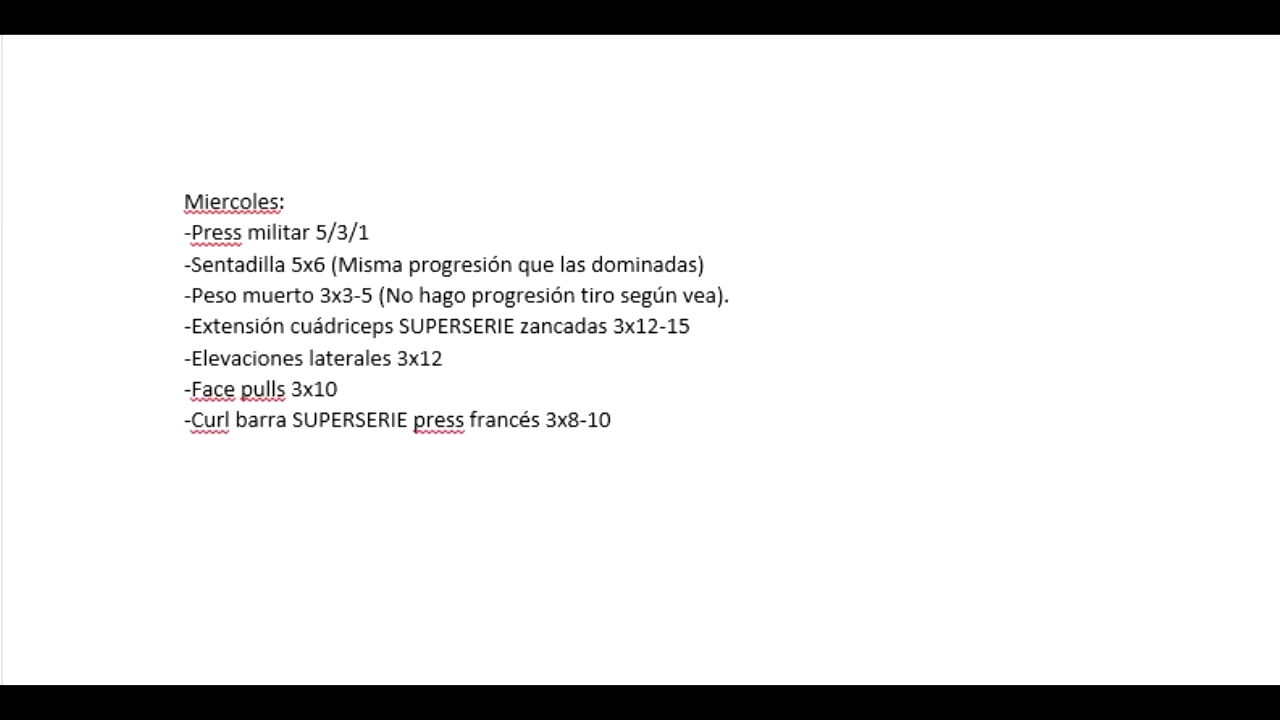 Miercoles:
-Press militar 5/3/1
-Sentadilla 5x6 (Misma progresión que las dominadas)
-Peso muerto 3x3-5 (No hago progresión tiro según vea).
-Extensión cuádriceps SUPERSERIE zancadas 3x12-15
-Elevaciones laterales 3x12
-Face pulls 3x10
-Curl barra SUPERSERIE press francés 3x8-10